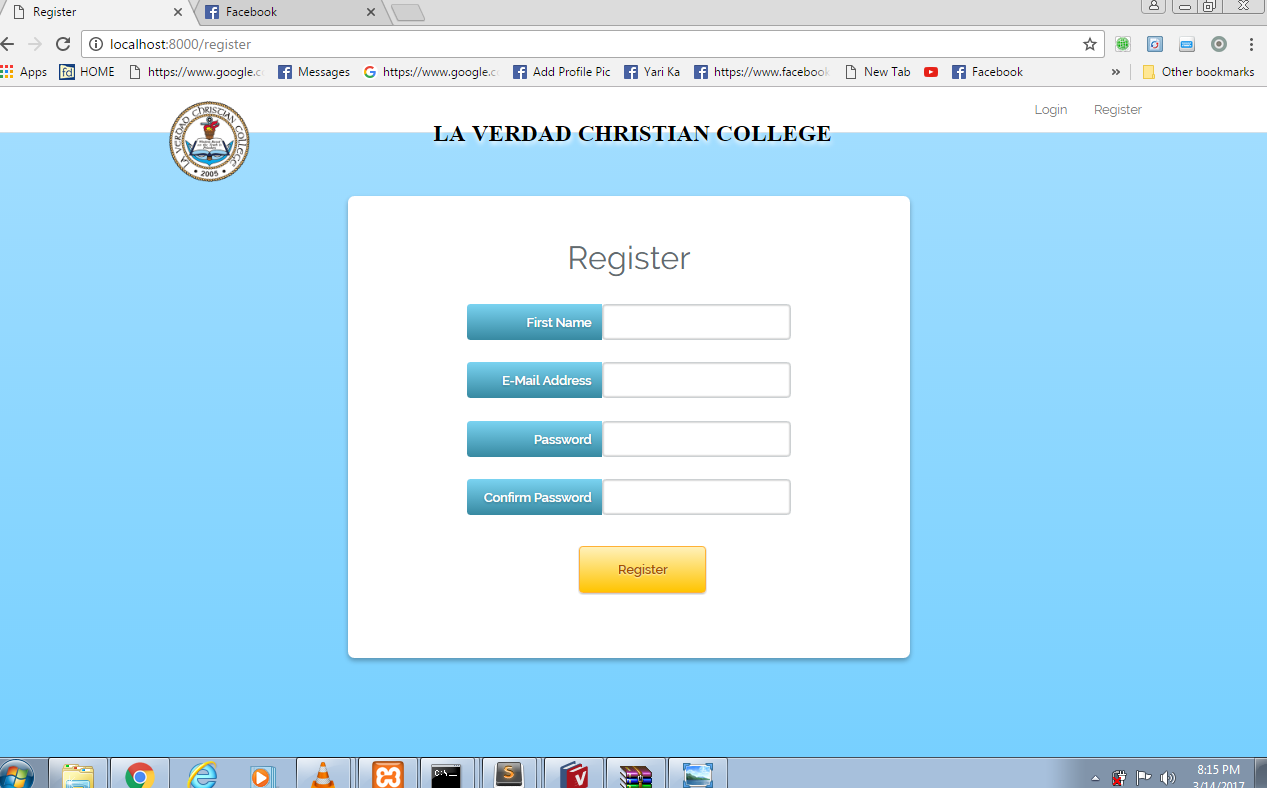 Register
Facebook
localhost:8000/register
Apps
HOME
https://www.google.c
Messages
https://www.google.c
Add Profile Pic
Yari Ka
https://www.facebook
New Tab
Facebook
»
Other bookmarks
LA VERDAD CHRISTIAN COLLEGE
2005
Login
Register
LA VERDAD CHRISTIAN COLLEGE
Register
First Name
E-Mail Address
Password
Confirm Password
Register
C:\_
8:15 PM
3/14/2017